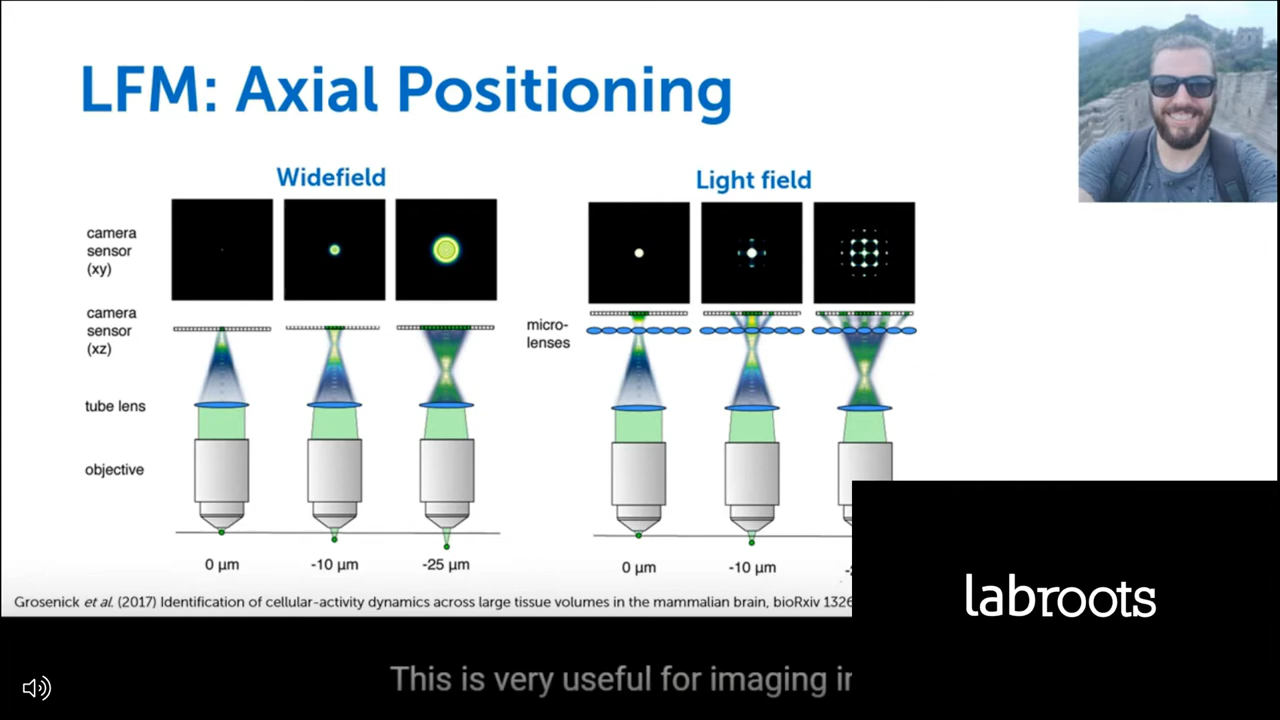 LFM: Axial Positioning
Widefield
Light field
camera
sensor
(xy)
camera
sensor
(xz)
micro-
lenses
tube lens
objective
0 µm
-10 µm
-25 µm
0 µm
-10 µm
Grosenick et al. (2017) Identification of cellular-activity dynamics across large tissue volumes in the mammalian brain, bioRxiv 1326
labroots
This is very useful for imaging